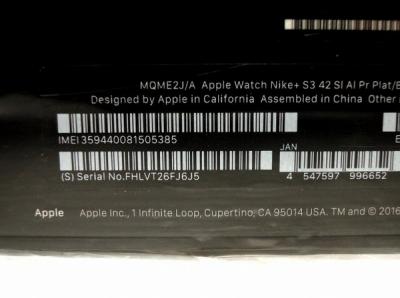 MQME2J/A Apple Watch Nike+ S3 42 Sl Al Pr Plat/B
Designed by Apple in California Assembled in China Other
IMEI 359440081505385
JAN
(S) Serial No.FHLVT26FJ6J5
4 547597 996652
Apple Apple Inc., 1 Infinite Loop, Cupertino, CA 95014 USA. TM and © 2016